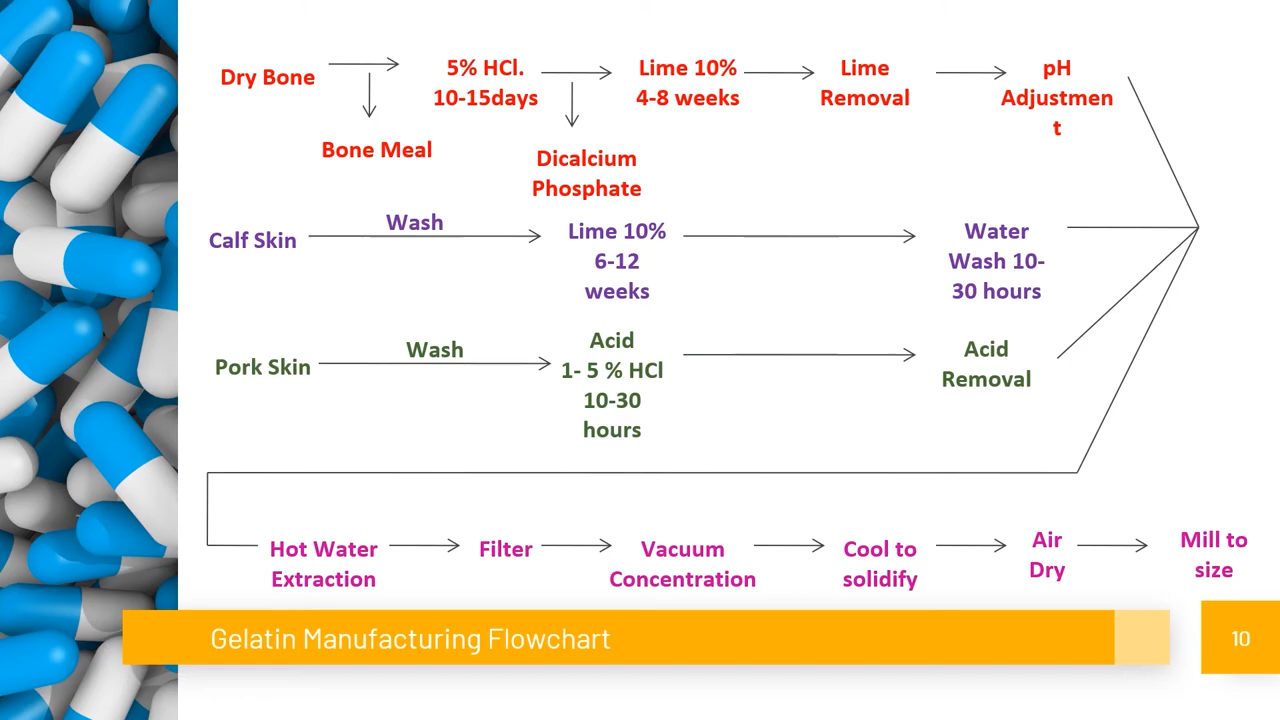 Dry Bone
5% HCl.
10-15days
Lime 10%
4-8 weeks
Lime
Removal
pH
Adjustmen
t
Bone Meal
Dicalcium
Phosphate
Calf Skin
Wash
Lime 10%
6-12
weeks
Water
Wash 10-
30 hours
Pork Skin
Wash
Acid
1- 5 % HCl
10-30
hours
Acid
Removal
Hot Water
Extraction
Filter
Vacuum
Concentration
Cool to
solidify
Air
Dry
Mill to
size
Gelatin Manufacturing Flowchart
10